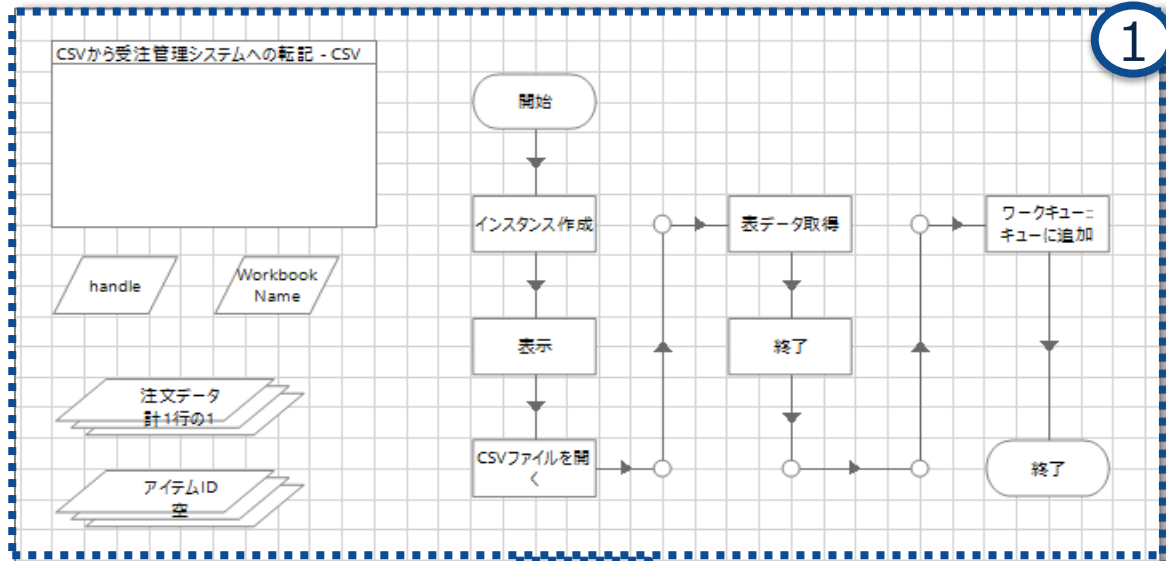 1
CSVから受注管理システムへの転記 - CSV
開始
インスタンス作成
表データ取得
ワークキュー::
キューに追加
handle
Workbook
Name
表示
終了
注文データ
計1行の1
CSVファイルを開
く
終了
アイテムID
空